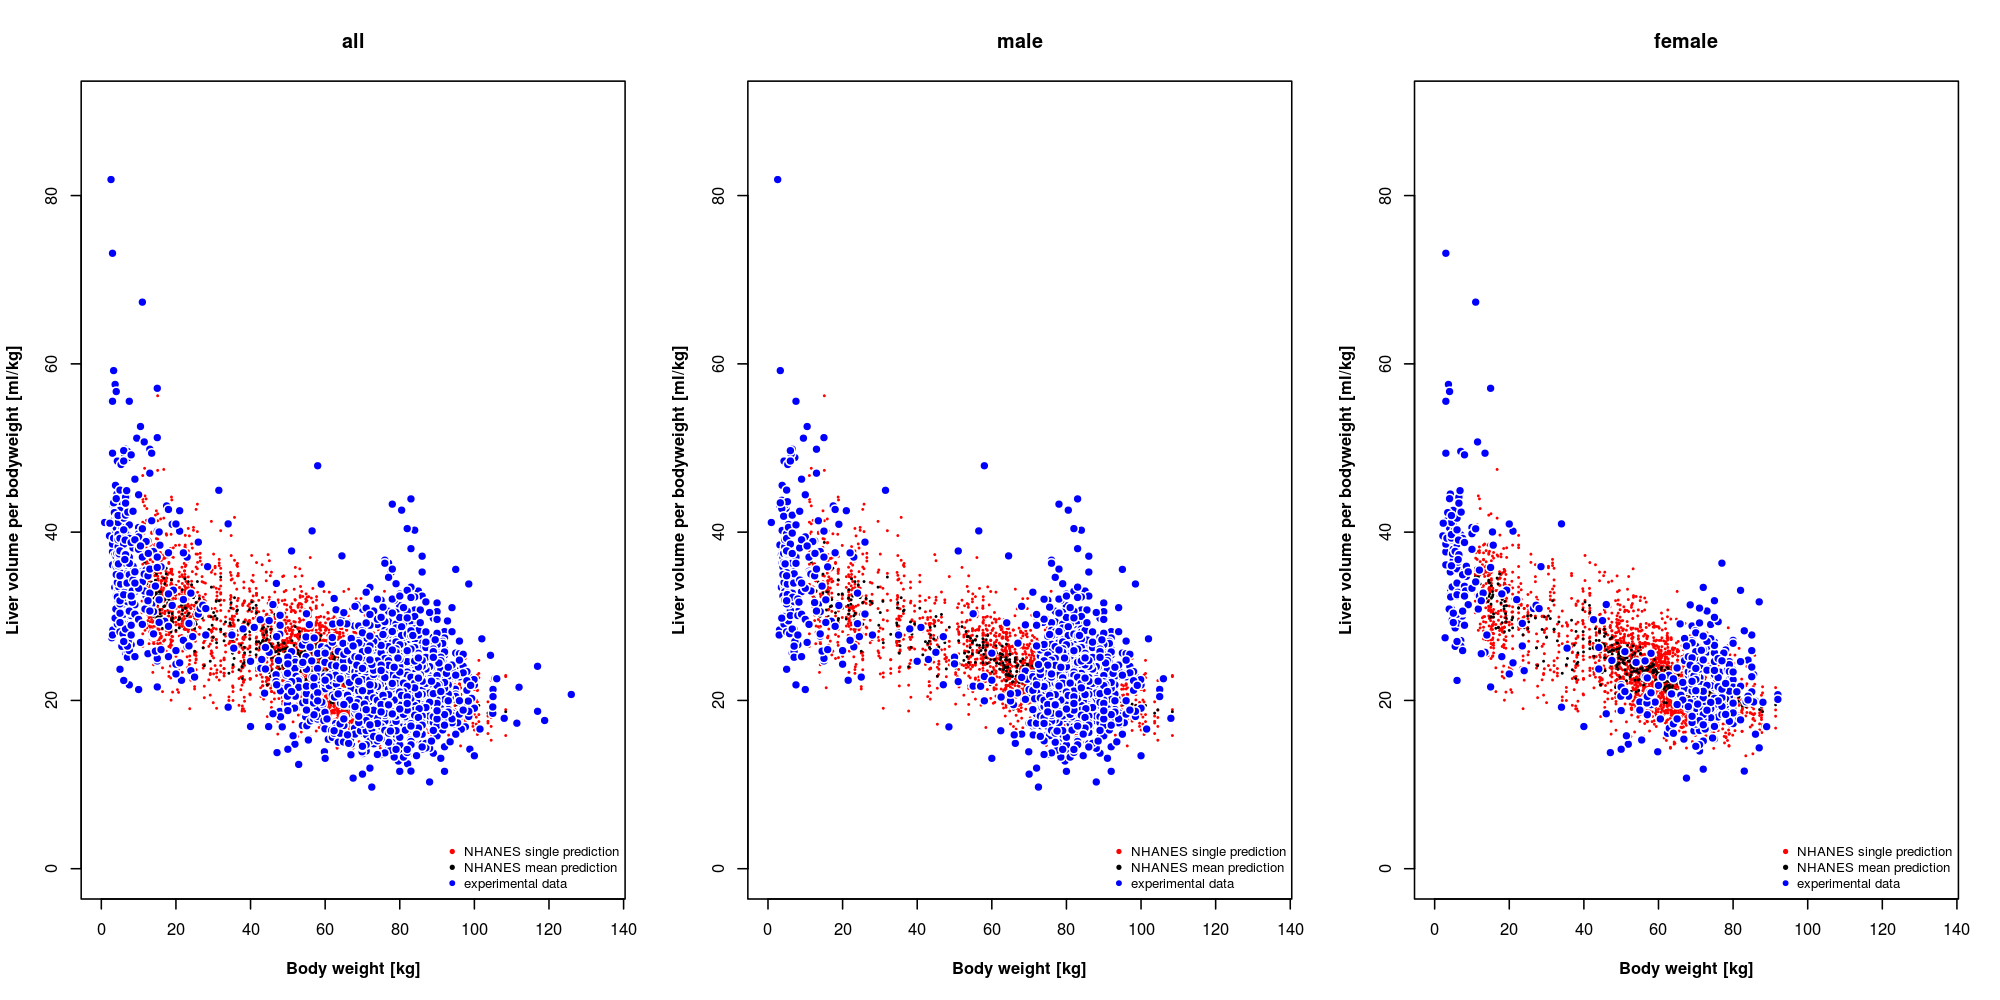 all
Liver volume per bodyweight [ml/kg]
0
20
40
60
80
NHANES single prediction
NHANES mean prediction
experimental data
0 20 40 60 80 100 120 140
Body weight [kg]
male
Liver volume per bodyweight [ml/kg]
0
20
40
60
80
NHANES single prediction
NHANES mean prediction
experimental data
0 20 40 60 80 100 120 140
Body weight [kg]
female
Liver volume per bodyweight [ml/kg]
0
20
40
60
80
NHANES single prediction
NHANES mean prediction
experimental data
0 20 40 60 80 100 120 140
Body weight [kg]